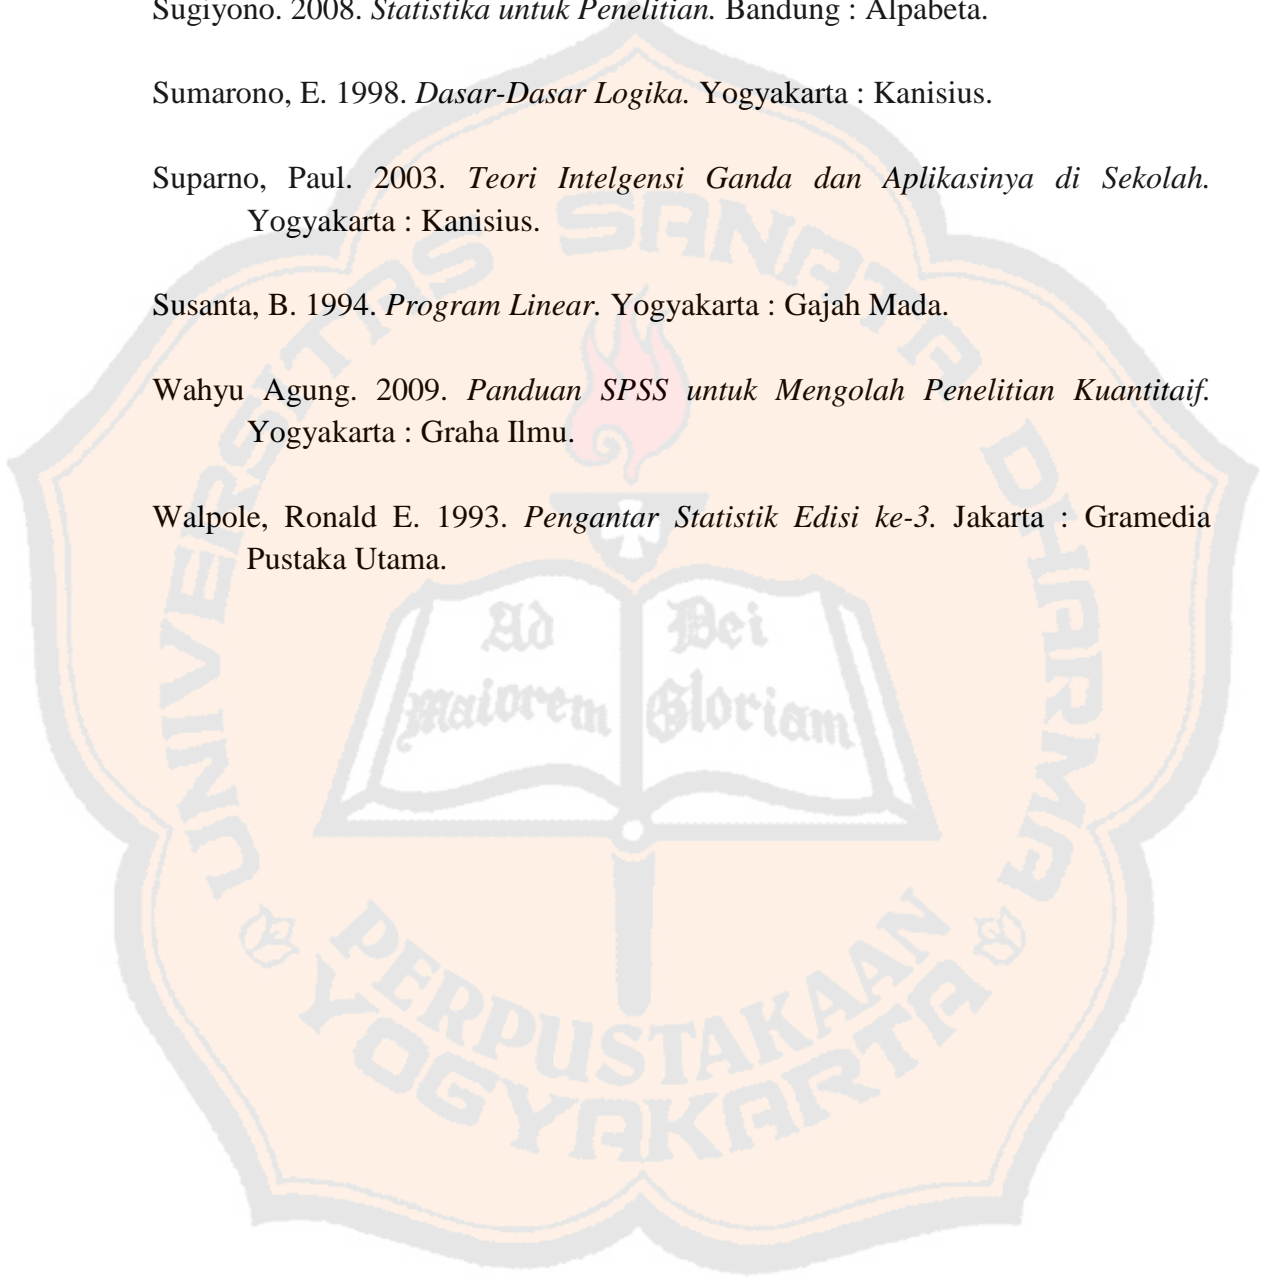 Sugiyono. 2008. Statistika untuk Penelitian. Bandung : Alpabeta.
Sumarono, E. 1998. Dasar-Dasar Logika. Yogyakarta : Kanisius.
Suparno, Paul. 2003. Teori Intelgensi Ganda dan Aplikasinya di Sekolah.
Yogyakarta : Kanisius.
Susanta, B. 1994. Program Linear. Yogyakarta : Gajah Mada.
Wahyu Agung. 2009. Panduan SPSS untuk Mengolah Penelitian Kuantitaif.
Yogyakarta : Graha Ilmu.
Walpole, Ronald E. 1993. Pengantar Statistik Edisi ke-3. Jakarta : Gramedia
Pustaka Utama.
UNIVERSITAS SANATA DHARMA
Ad
maiorem
Dei
Gloriam
PERPUSTAKAAN
YOGYAKARTA